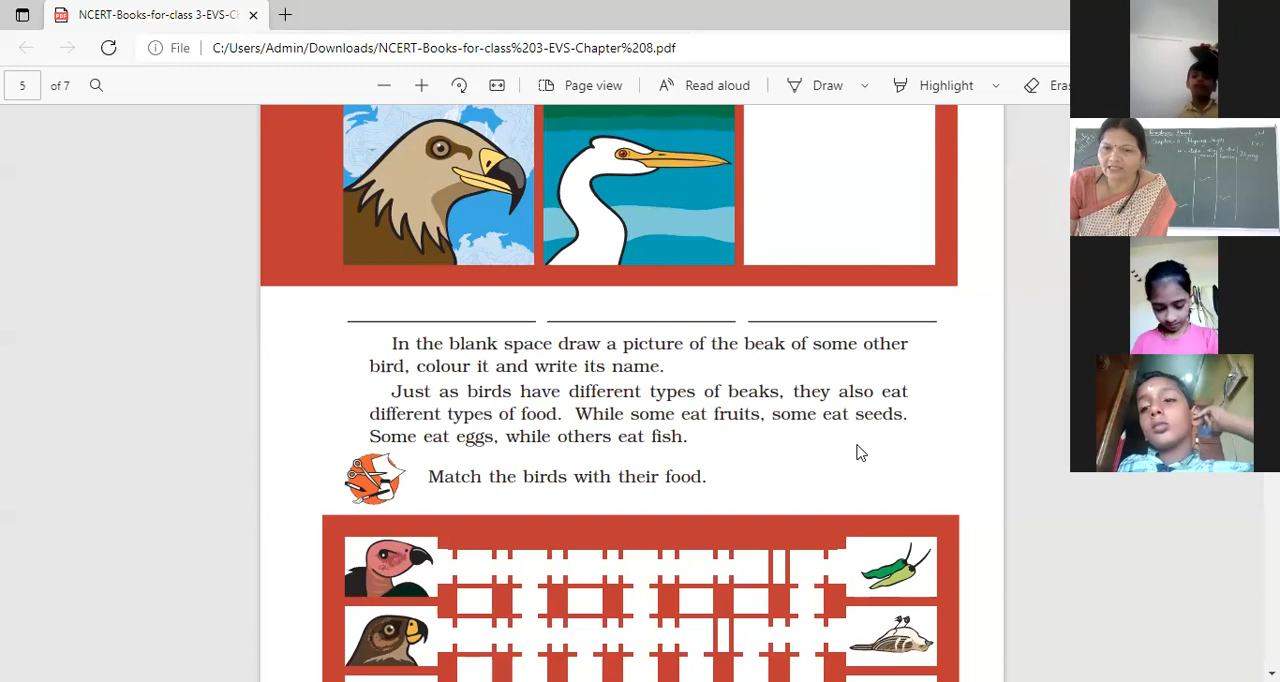 NCERT-Books-for-class 3-EVS-Ch
File C:/Users/Admin/Downloads/NCERT-Books-for-class%203-EVS-Chapter%208.pdf
5 of 7 Page view Read aloud Draw Highlight Eras
In the blank space draw a picture of the beak of some other
bird, colour it and write its name.
Just as birds have different types of beaks, they also eat
different types of food. While some eat fruits, some eat seeds.
Some eat eggs, while others eat fish.
Match the birds with their food.